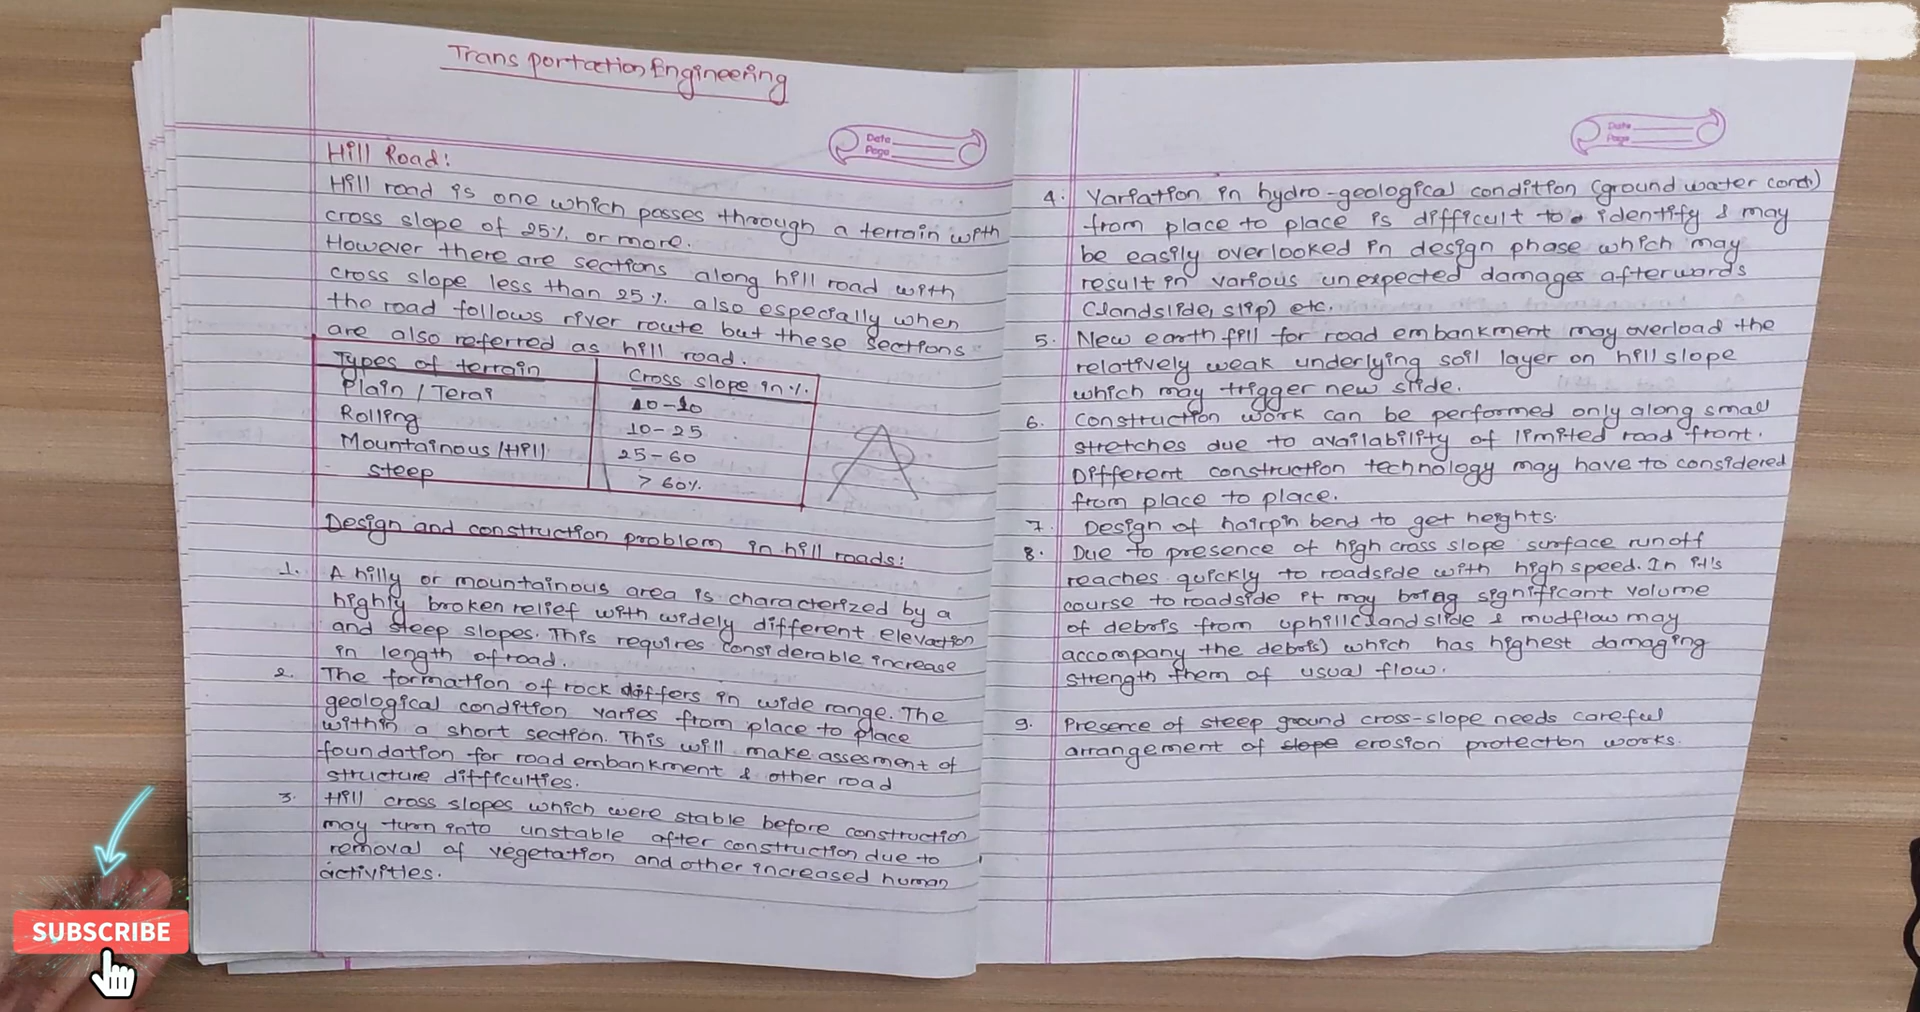 Transportation Engineering
Date
Page
Hill Road:
Hill road is one which passes through a terrain with
cross slope of 25% or more.
However there are sections along hill road with
cross slope less than 25% also especially when
the road follows river route but these sections
are also referred as hill road.
Types of terrain Cross slope in %.
Plain / Terai 10-10
Rolling 10-25
Mountainous /Hill 25-60
steep > 60%
Design and construction problem in hill roads:
1. A hilly or mountainous area is characterized by a
highly broken relief with widely different elevation
and steep slopes. This requires considerable increase
in length of road.
2. The formation of rock differs in wide range. The
geological condition varies from place to place
within a short section. This will make assesment of
foundation for road embankment & other road
structure difficulties.
3. Hill cross slopes which were stable before construction
may turn into unstable after construction due to
removal of vegetation and other increased human
activities.
Date
Page
4. Variation in hydro-geological condition (ground water cond)
from place to place is difficult to identify & may
be easily overlooked in design phase which may
result in various unexpected damages afterwards
(landslide, slip) etc.
5. New earth fill for road embankment may overload the
relatively weak underlying soil layer on hill slope
which may trigger new slide.
6. Construction work can be performed only along small
stretches due to availability of limited road front.
Different construction technology may have to considered
from place to place.
7. Design of hairpin bend to get heights.
8. Due to presence of high cross slope surface runoff
reaches quickly to roadside with high speed. In it's
course to roadside it may bring significant volume
of debris from uphill (landslide & mudflow may
accompany the debris) which has highest damaging
strength them of usual flow.
9. Presence of steep ground cross-slope needs careful
arrangement of slope erosion protection works.
SUBSCRIBE